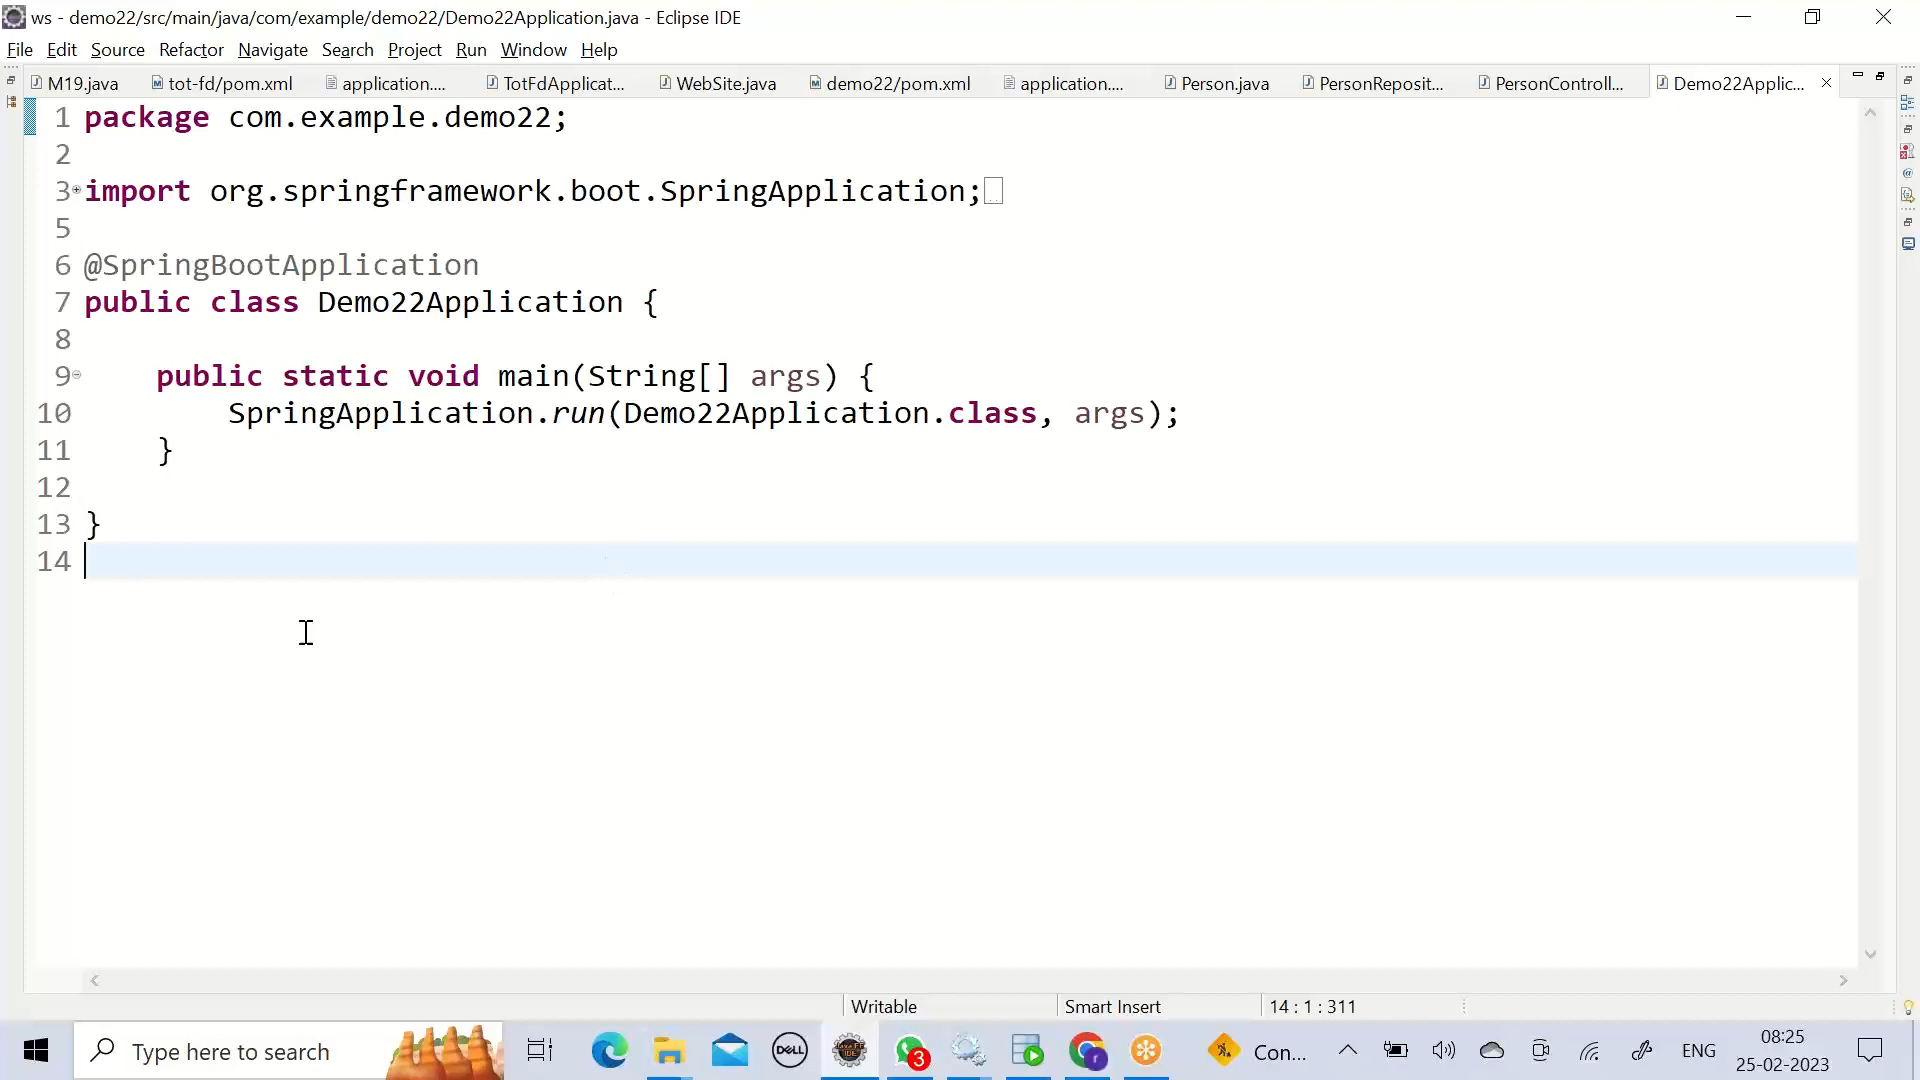 ws - demo22/src/main/java/com/example/demo22/Demo22Application.java - Eclipse IDE
File Edit Source Refactor Navigate Search Project Run Window Help
M19.java tot-fd/pom.xml application.... TotFdApplicat... WebSite.java demo22/pom.xml application.... Person.java PersonReposit... PersonControll... Demo22Applic...
1 package com.example.demo22;
2
3 import org.springframework.boot.SpringApplication;
5
6 @SpringBootApplication
7 public class Demo22Application {
8
9 public static void main(String[] args) {
10 SpringApplication.run(Demo22Application.class, args);
11 }
12
13 }
14
Writable Smart Insert 14 : 1 : 311
Type here to search DELL Java EE IDE 3 r Con... ENG 08:25
25-02-2023